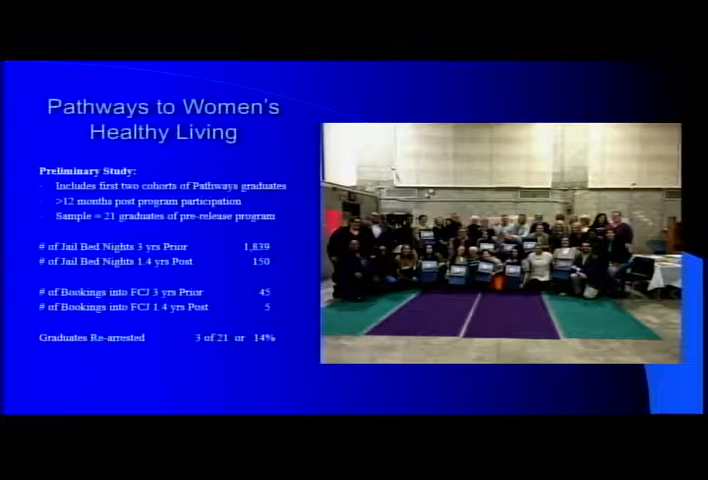 Pathways to Women's
Healthy Living
Preliminary Study:
- Includes first two cohorts of Pathways graduates
- >12 months post program participation
- Sample = 21 graduates of pre-release program
# of Jail Bed Nights 3 yrs Prior 1,839
# of Jail Bed Nights 1.4 yrs Post 150
# of Bookings into FCJ 3 yrs Prior 45
# of Bookings into FCJ 1.4 yrs Post 5
Graduates Re-arrested 3 of 21 or 14%